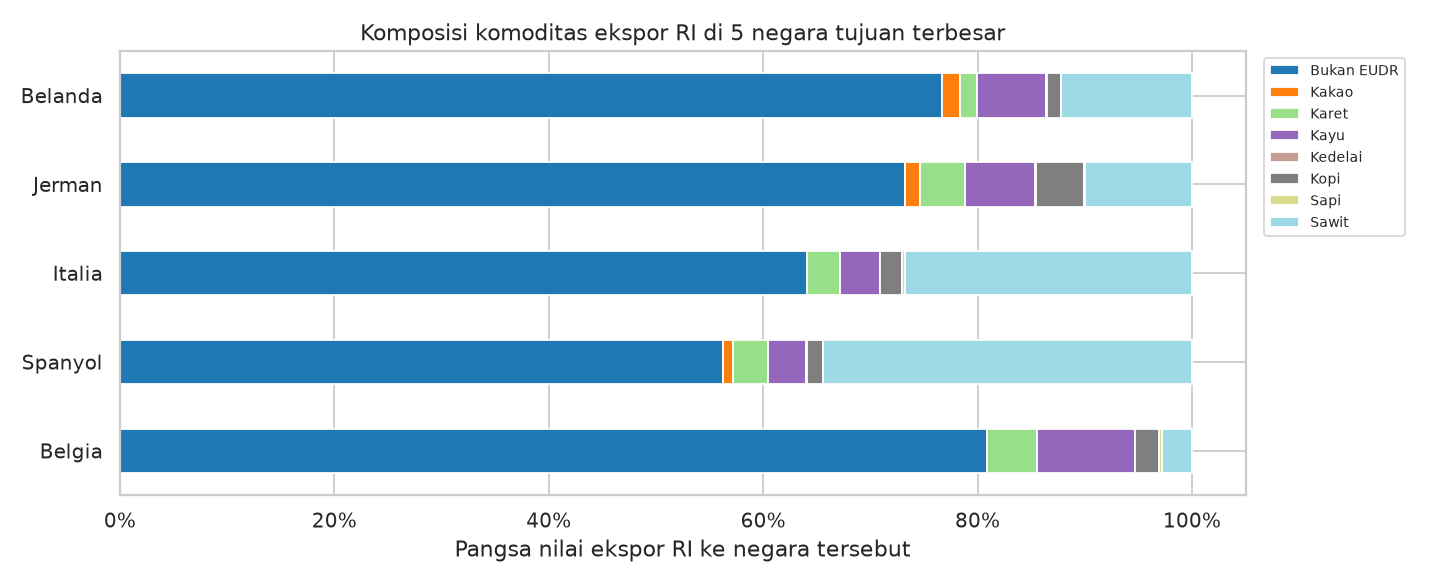 Komposisi komoditas ekspor RI di 5 negara tujuan terbesar
Belanda
Jerman
Italia
Spanyol
Belgia
0%
20%
40%
60%
80%
100%
Pangsa nilai ekspor RI ke negara tersebut
Bukan EUDR
Kakao
Karet
Kayu
Kedelai
Kopi
Sapi
Sawit